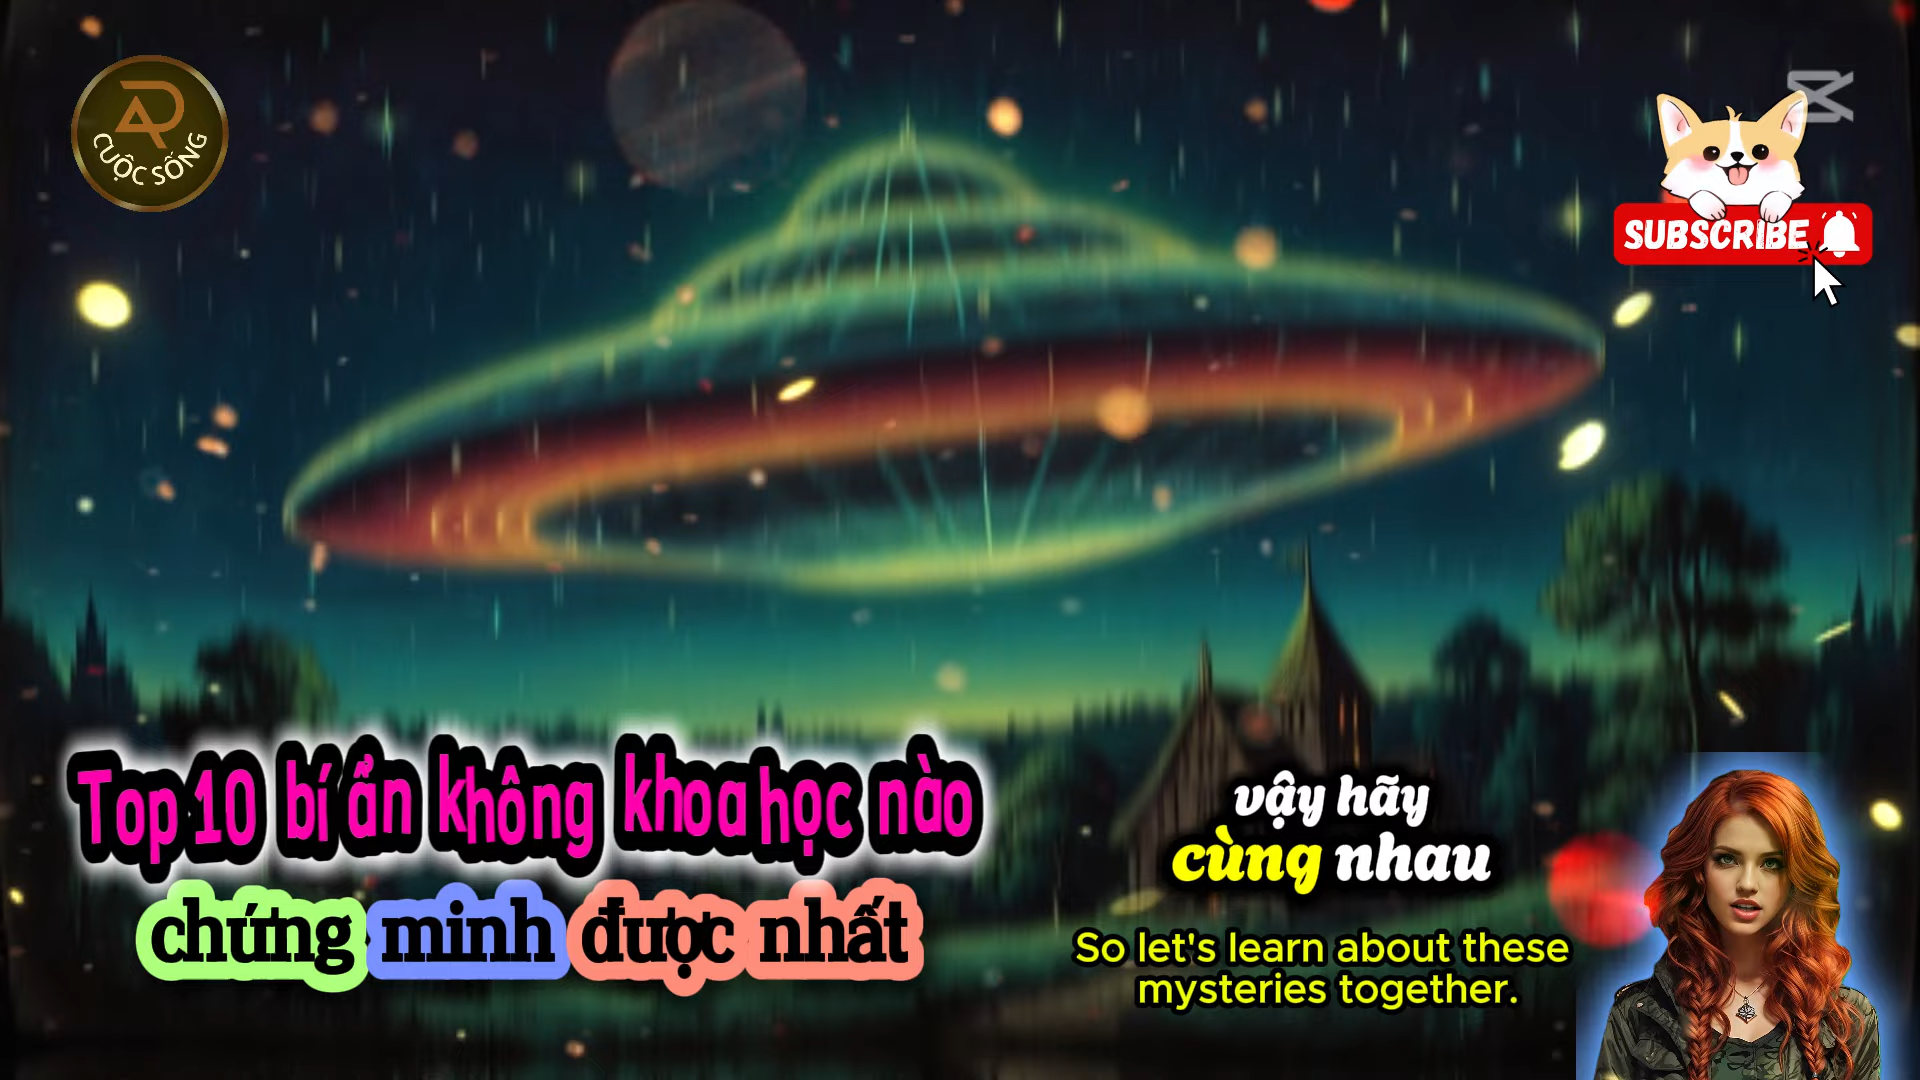 CUỘC SỐNG
SUBSCRIBE
Top 10 bí ẩn không khoa học nào
chứng minh được nhất
vậy hãy
cùng nhau
So let's learn about these
mysteries together.